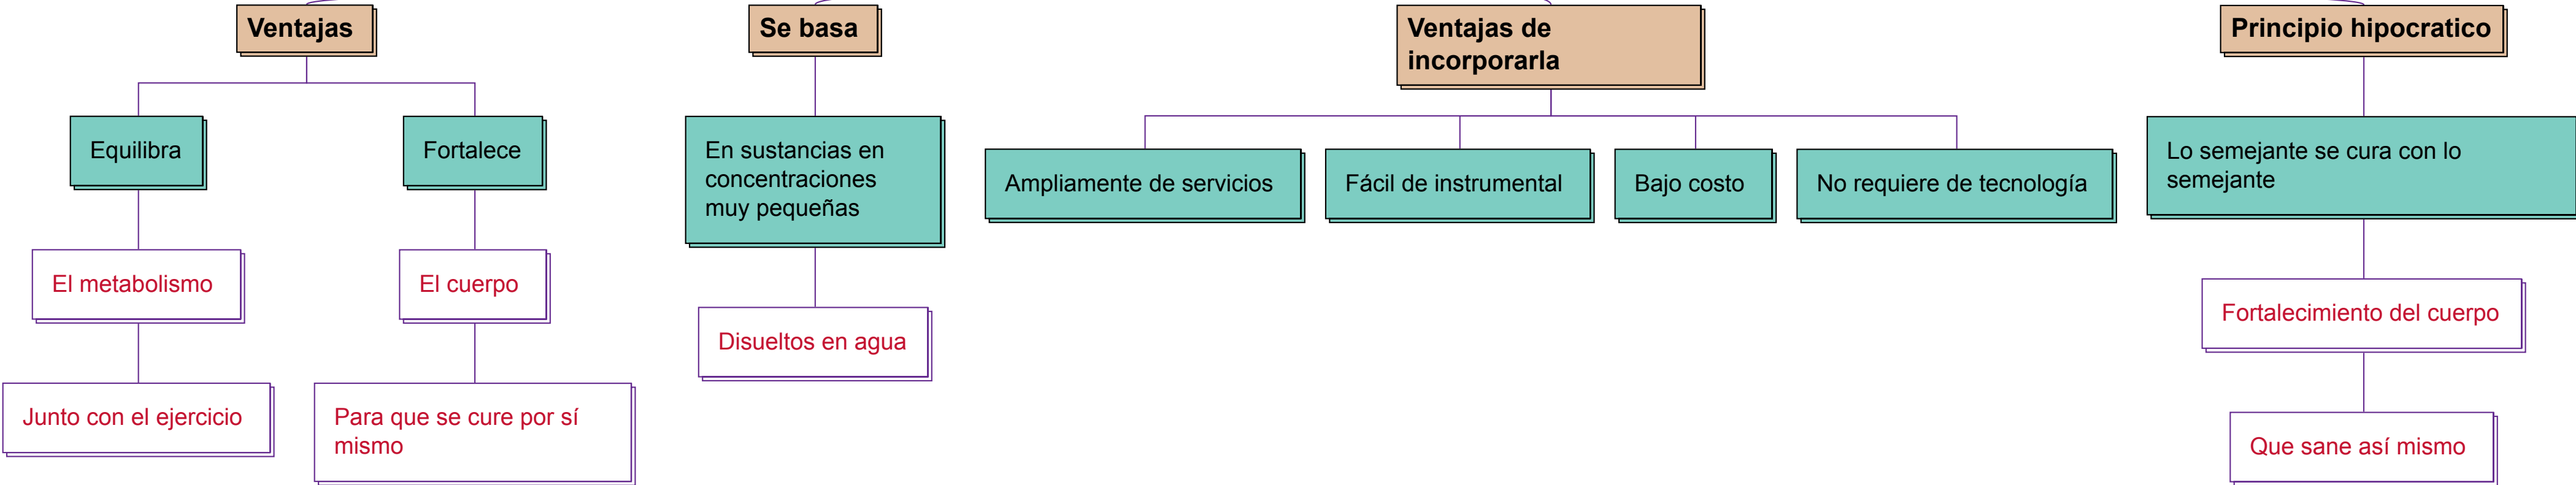 Ventajas
Se basa
Ventajas de
incorporarla
Principio hipocratico
Equilibra
Fortalece
En sustancias en
concentraciones
muy pequeñas
Ampliamente de servicios
Fácil de instrumental
Bajo costo
No requiere de tecnología
Lo semejante se cura con lo
semejante
El metabolismo
El cuerpo
Disueltos en agua
Fortalecimiento del cuerpo
Junto con el ejercicio
Para que se cure por sí
mismo
Que sane así mismo